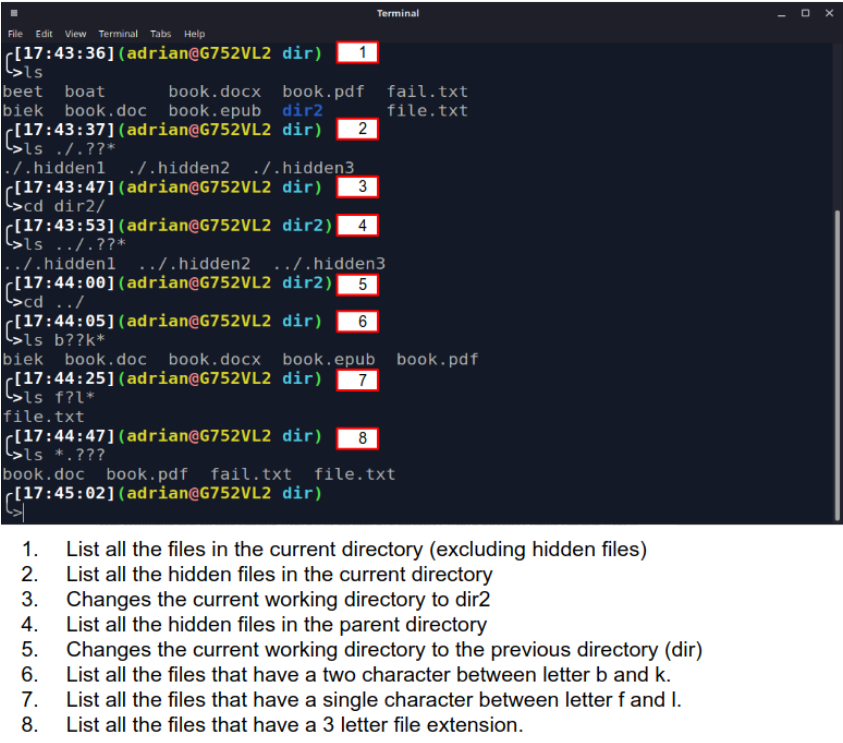 Terminal
File Edit View Terminal Tabs Help
[17:43:36](adrian@G752VL2 dir) 1
>ls
beet boat book.docx book.pdf fail.txt
biek book.doc book.epub dir2 file.txt
[17:43:37](adrian@G752VL2 dir) 2
>ls ./.??*
./.hidden1 ./.hidden2 ./.hidden3
[17:43:47](adrian@G752VL2 dir) 3
>cd dir2/
[17:43:53](adrian@G752VL2 dir2) 4
>ls ../.??*
../.hidden1 ../.hidden2 ../.hidden3
[17:44:00](adrian@G752VL2 dir2) 5
>cd ../
[17:44:05](adrian@G752VL2 dir) 6
>ls b??k*
biek book.doc book.docx book.epub book.pdf
[17:44:25](adrian@G752VL2 dir) 7
>ls f?l*
file.txt
[17:44:47](adrian@G752VL2 dir) 8
>ls *.???
book.doc book.pdf fail.txt file.txt
[17:45:02](adrian@G752VL2 dir)
>
1. List all the files in the current directory (excluding hidden files)
2. List all the hidden files in the current directory
3. Changes the current working directory to dir2
4. List all the hidden files in the parent directory
5. Changes the current working directory to the previous directory (dir)
6. List all the files that have a two character between letter b and k.
7. List all the files that have a single character between letter f and l.
8. List all the files that have a 3 letter file extension.